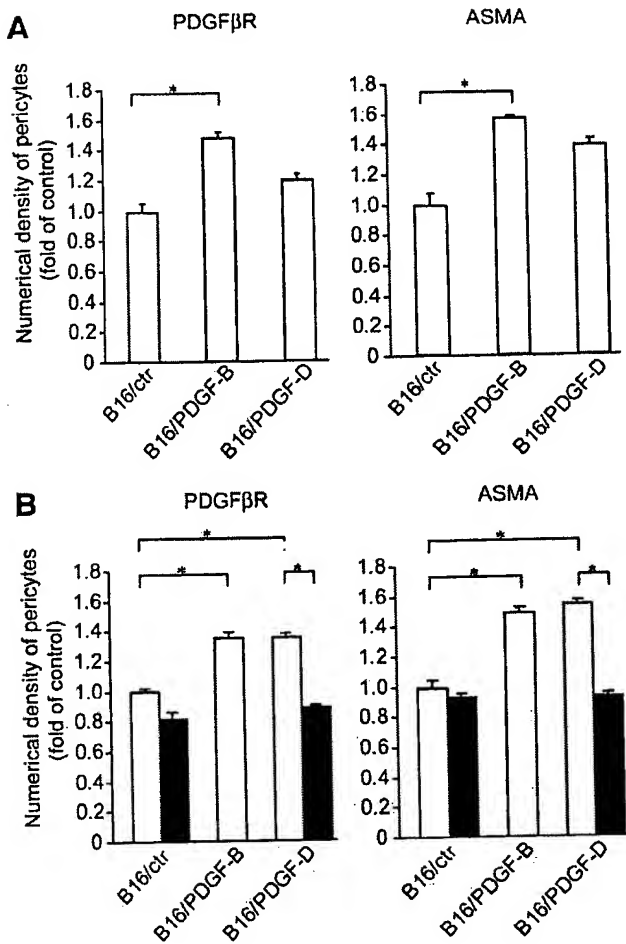 A
PDGFβR
ASMA
Numerical density of pericytes
(fold of control)
1.8
1.6
1.4
1.2
1.0
0.8
0.6
0.4
0.2
0
*
B16/ctr
B16/PDGF-B
B16/PDGF-D
1.8
1.6
1.4
1.2
1.0
0.8
0.6
0.4
0.2
0
*
B16/ctr
B16/PDGF-B
B16/PDGF-D
B
PDGFβR
ASMA
Numerical density of pericytes
(fold of control)
1.8
1.6
1.4
1.2
1.0
0.8
0.6
0.4
0.2
0
*
*
*
B16/ctr
B16/PDGF-B
B16/PDGF-D
1.8
1.6
1.4
1.2
1.0
0.8
0.6
0.4
0.2
0
*
*
*
B16/ctr
B16/PDGF-B
B16/PDGF-D